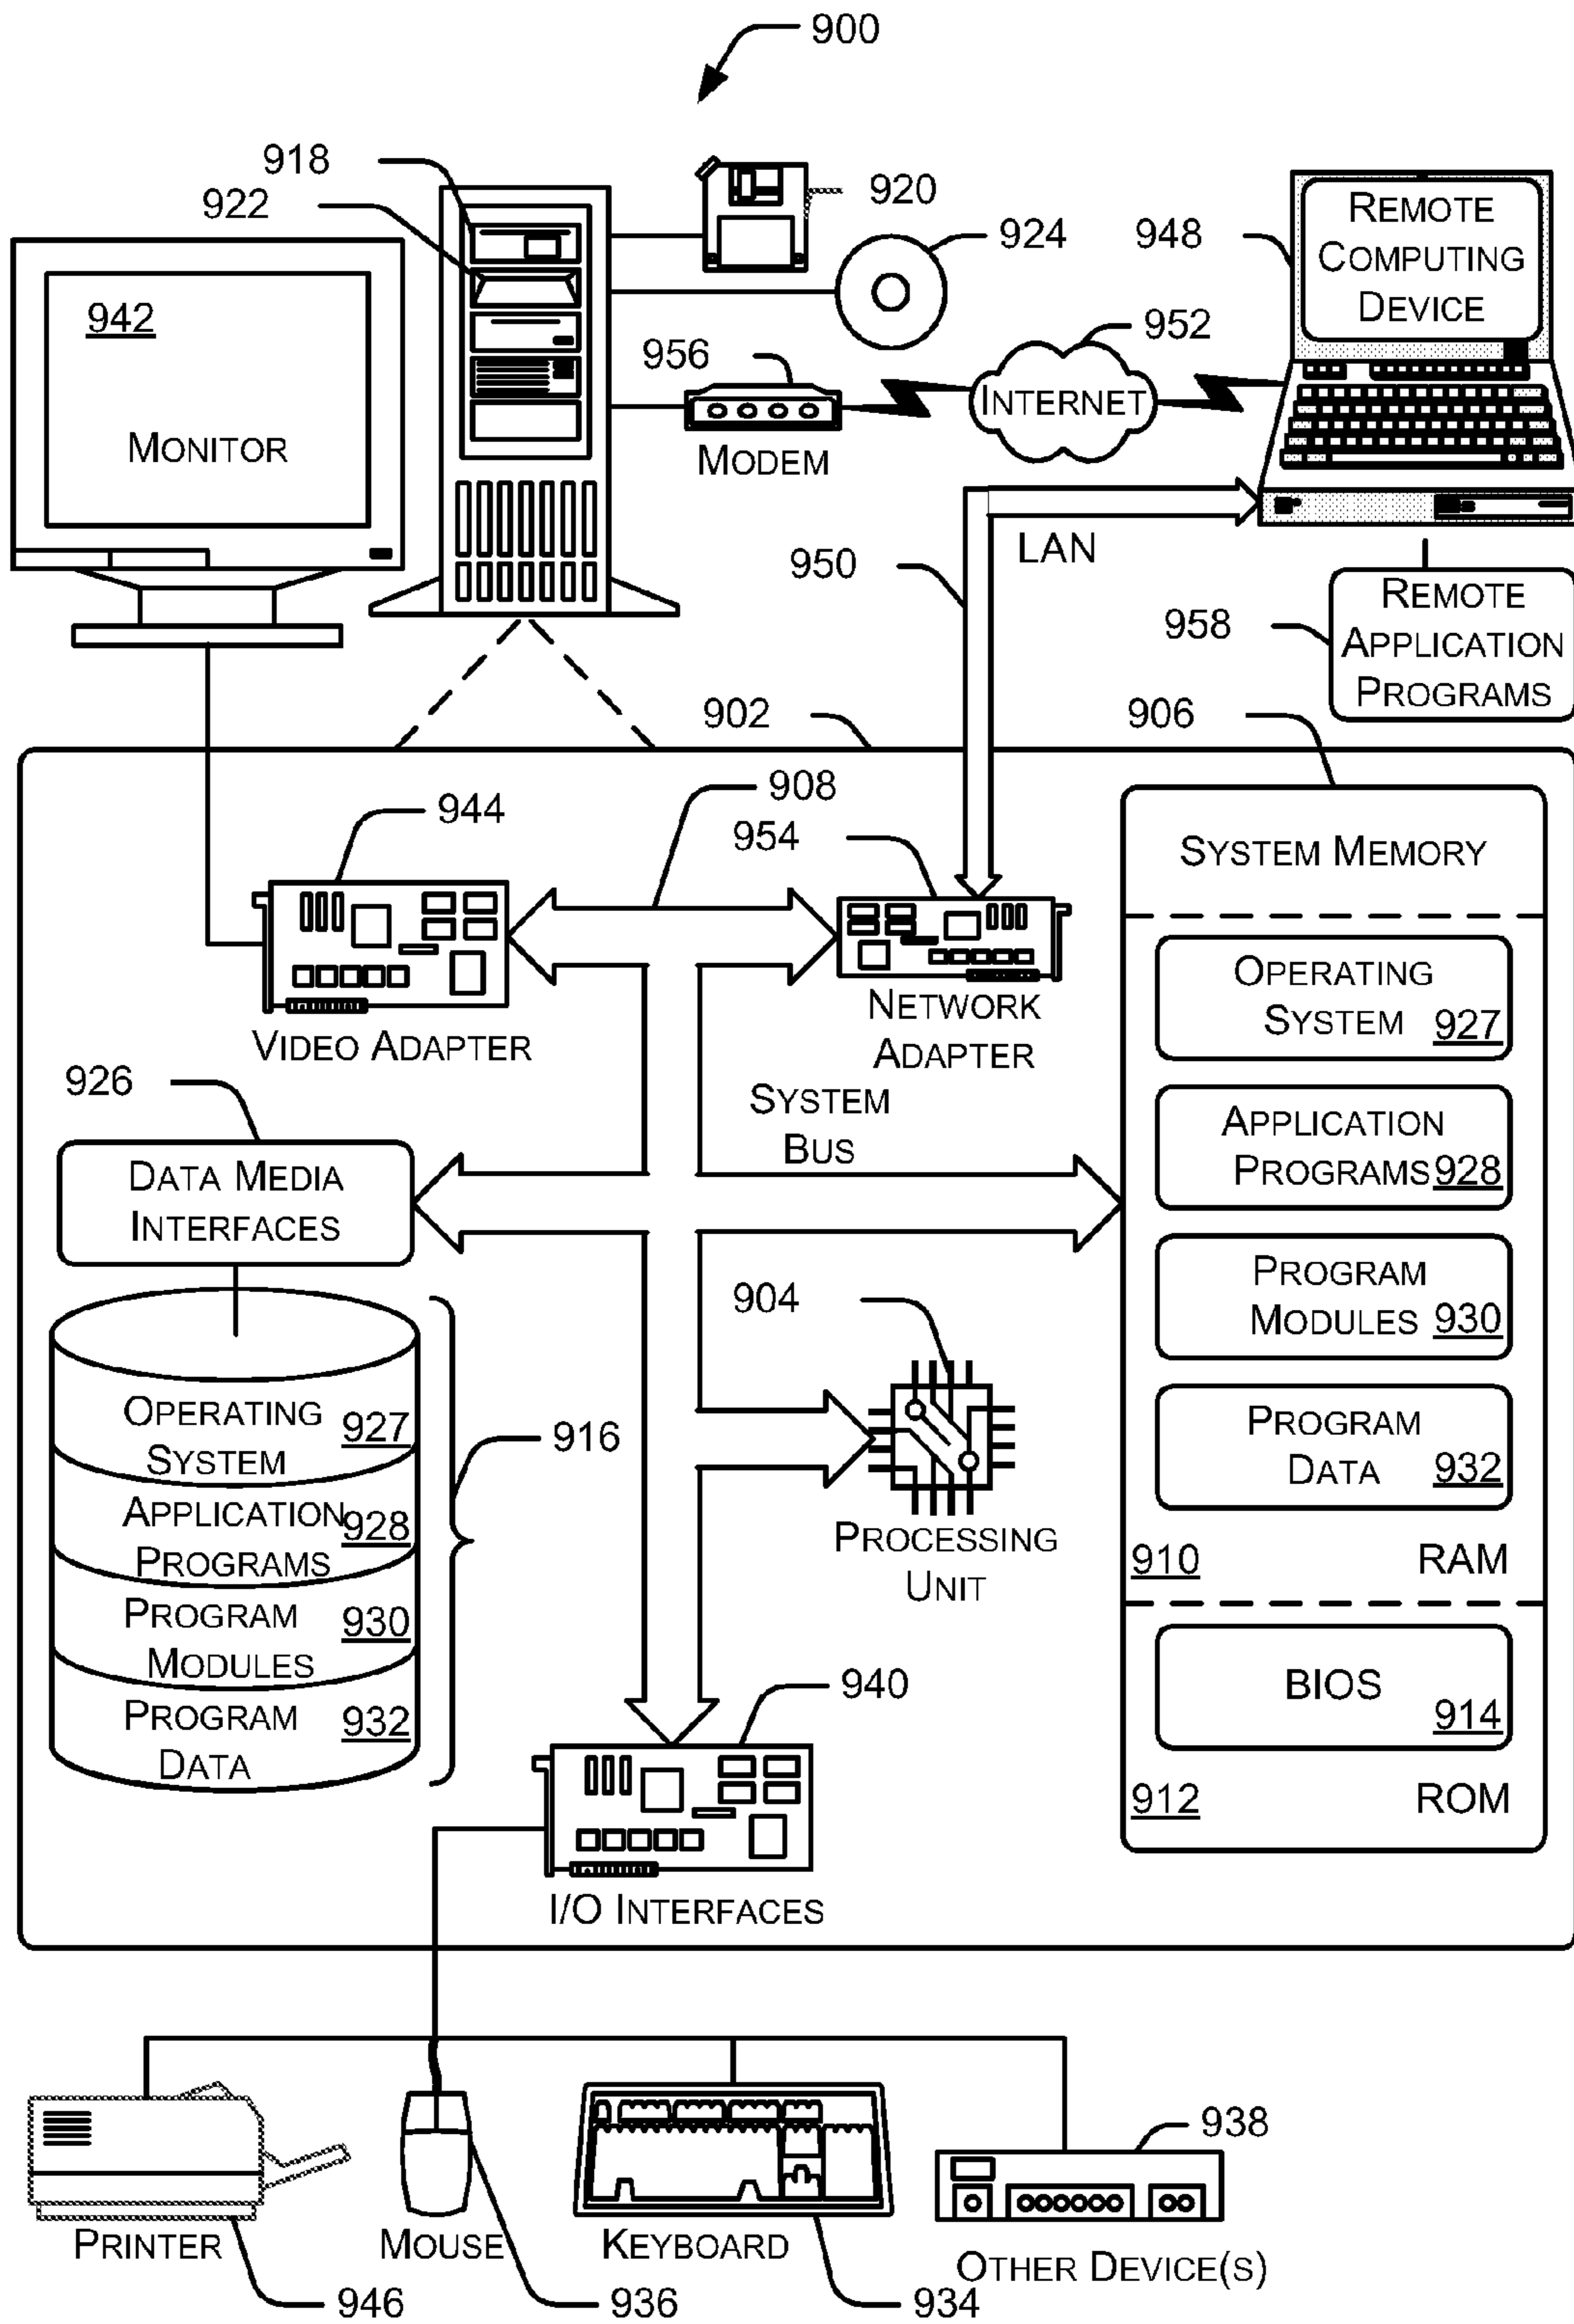 900
918
922
920
924
948
REMOTE
COMPUTING
DEVICE
942
MONITOR
956
952
INTERNET
MODEM
LAN
950
958
REMOTE
APPLICATION
PROGRAMS
902
906
944
908
954
SYSTEM MEMORY
VIDEO ADAPTER
NETWORK
ADAPTER
OPERATING
SYSTEM 927
926
SYSTEM
BUS
APPLICATION
PROGRAMS 928
DATA MEDIA
INTERFACES
PROGRAM
MODULES 930
904
PROGRAM
DATA 932
OPERATING
SYSTEM 927
916
APPLICATION
PROGRAMS 928
PROCESSING
UNIT
910 RAM
PROGRAM
MODULES 930
BIOS
914
PROGRAM
DATA 932
940
912 ROM
I/O INTERFACES
938
PRINTER
MOUSE
KEYBOARD
OTHER DEVICE(S)
946
936
934